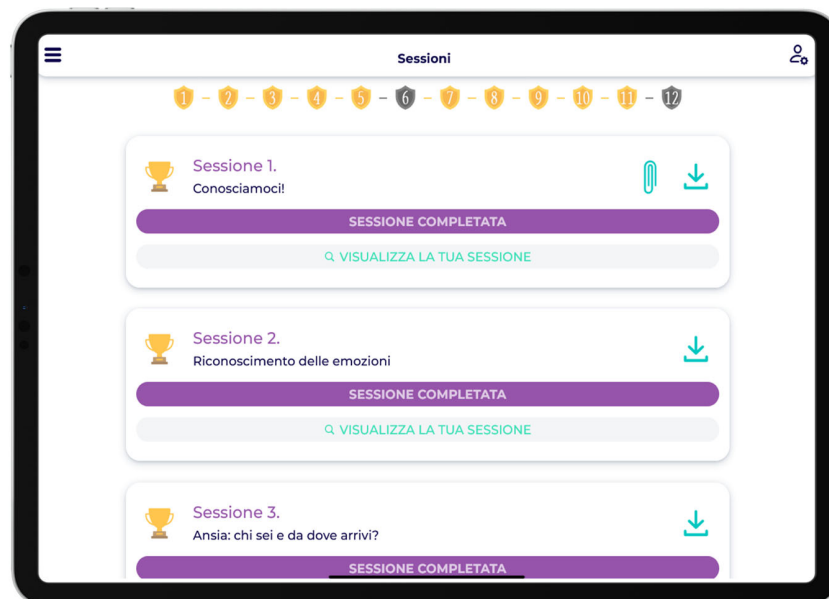 Sessioni
1 - 2 - 3 - 4 - 5 - 6 - 7 - 8 - 9 - 10 - 11 - 12
Sessione 1.
Conosciamoci!
SESSIONE COMPLETATA
VISUALIZZA LA TUA SESSIONE
Sessione 2.
Riconoscimento delle emozioni
SESSIONE COMPLETATA
VISUALIZZA LA TUA SESSIONE
Sessione 3.
Ansia: chi sei e da dove arrivi?
SESSIONE COMPLETATA